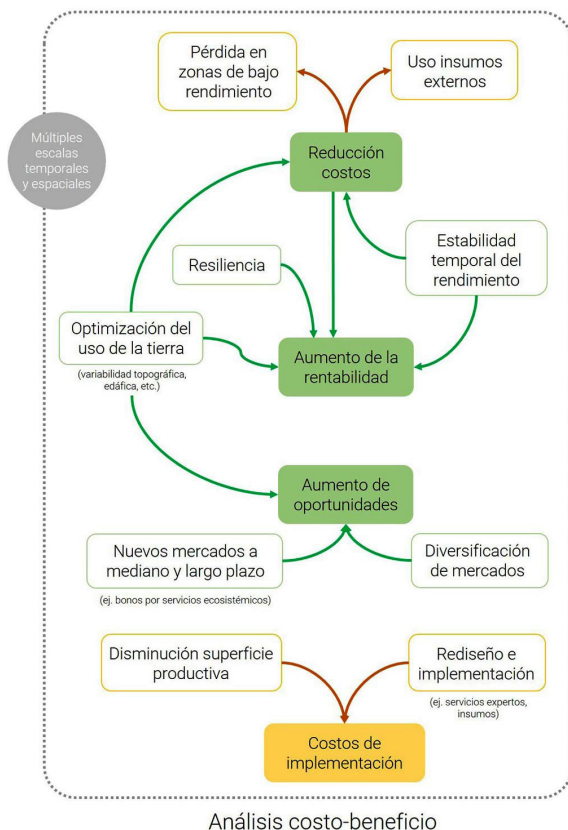 Pérdida en
zonas de bajo
rendimiento
Uso insumos
externos
Múltiples
escalas
temporales
y espaciales
Reducción
costos
Estabilidad
temporal del
rendimiento
Resiliencia
Optimización del
uso de la tierra
(variabilidad topográfica,
edáfica, etc.)
Aumento de la
rentabilidad
Aumento de
oportunidades
Nuevos mercados a
mediano y largo plazo
(ej. bonos por servicios ecosistémicos)
Diversificación
de mercados
Disminución superficie
productiva
Rediseño e
implementación
(ej. servicios expertos,
insumos)
Costos de
implementación
Análisis costo-beneficio